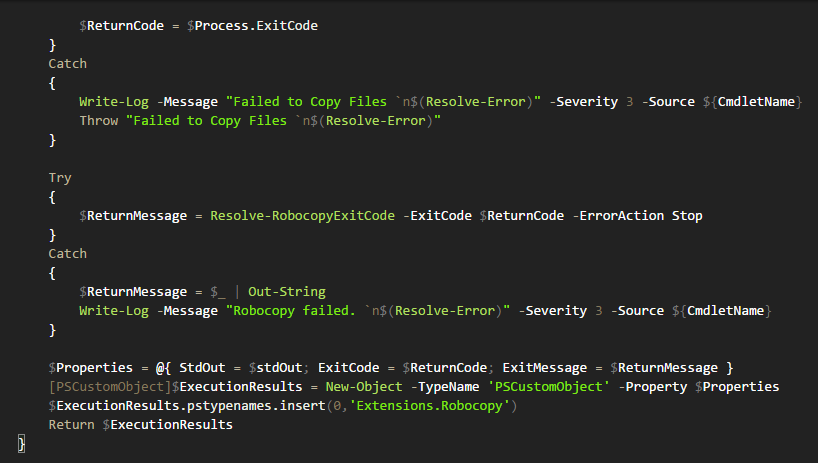 $ReturnCode = $Process.ExitCode
}
Catch
{
Write-Log -Message "Failed to Copy Files `n$(Resolve-Error)" -Severity 3 -Source ${CmdletName}
Throw "Failed to Copy Files `n$(Resolve-Error)"
}
Try
{
$ReturnMessage = Resolve-RobocopyExitCode -ExitCode $ReturnCode -ErrorAction Stop
}
Catch
{
$ReturnMessage = $_ | Out-String
Write-Log -Message "Robocopy failed. `n$(Resolve-Error)" -Severity 3 -Source ${CmdletName}
}
$Properties = @{ StdOut = $stdOut; ExitCode = $ReturnCode; ExitMessage = $ReturnMessage }
[PSCustomObject]$ExecutionResults = New-Object -TypeName 'PSCustomObject' -Property $Properties
$ExecutionResults.pstypenames.insert(0,'Extensions.Robocopy')
Return $ExecutionResults
}